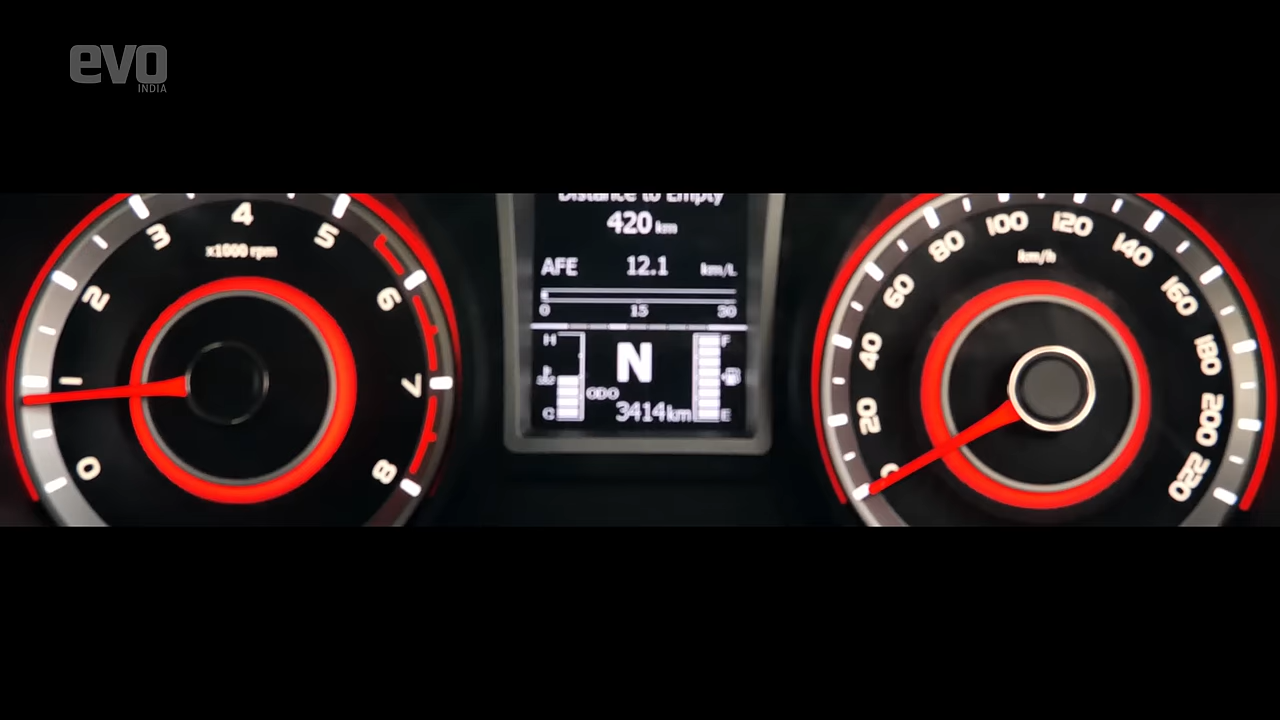 evo
INDIA
0
1
2
3
4
5
6
7
8
x1000 rpm
Distance to Empty
420 km
AFE 12.1 km/L
0 15 30
H F
N
ODO
3414km
C E
0
20
40
60
80
100
120
140
160
180
200
220
km/h